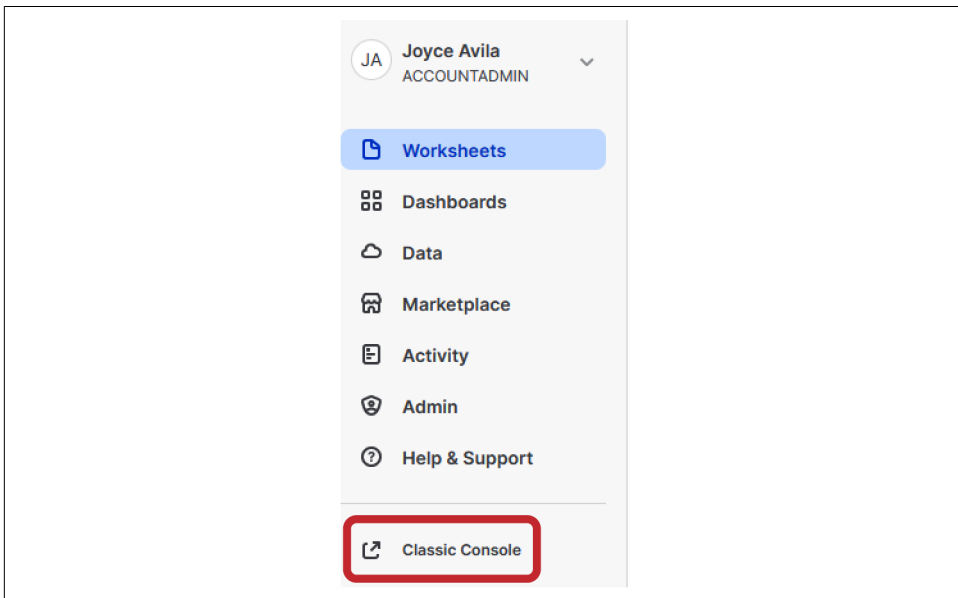 JA
Joyce Avila
ACCOUNTADMIN
Worksheets
Dashboards
Data
Marketplace
Activity
Admin
Help & Support
Classic Console